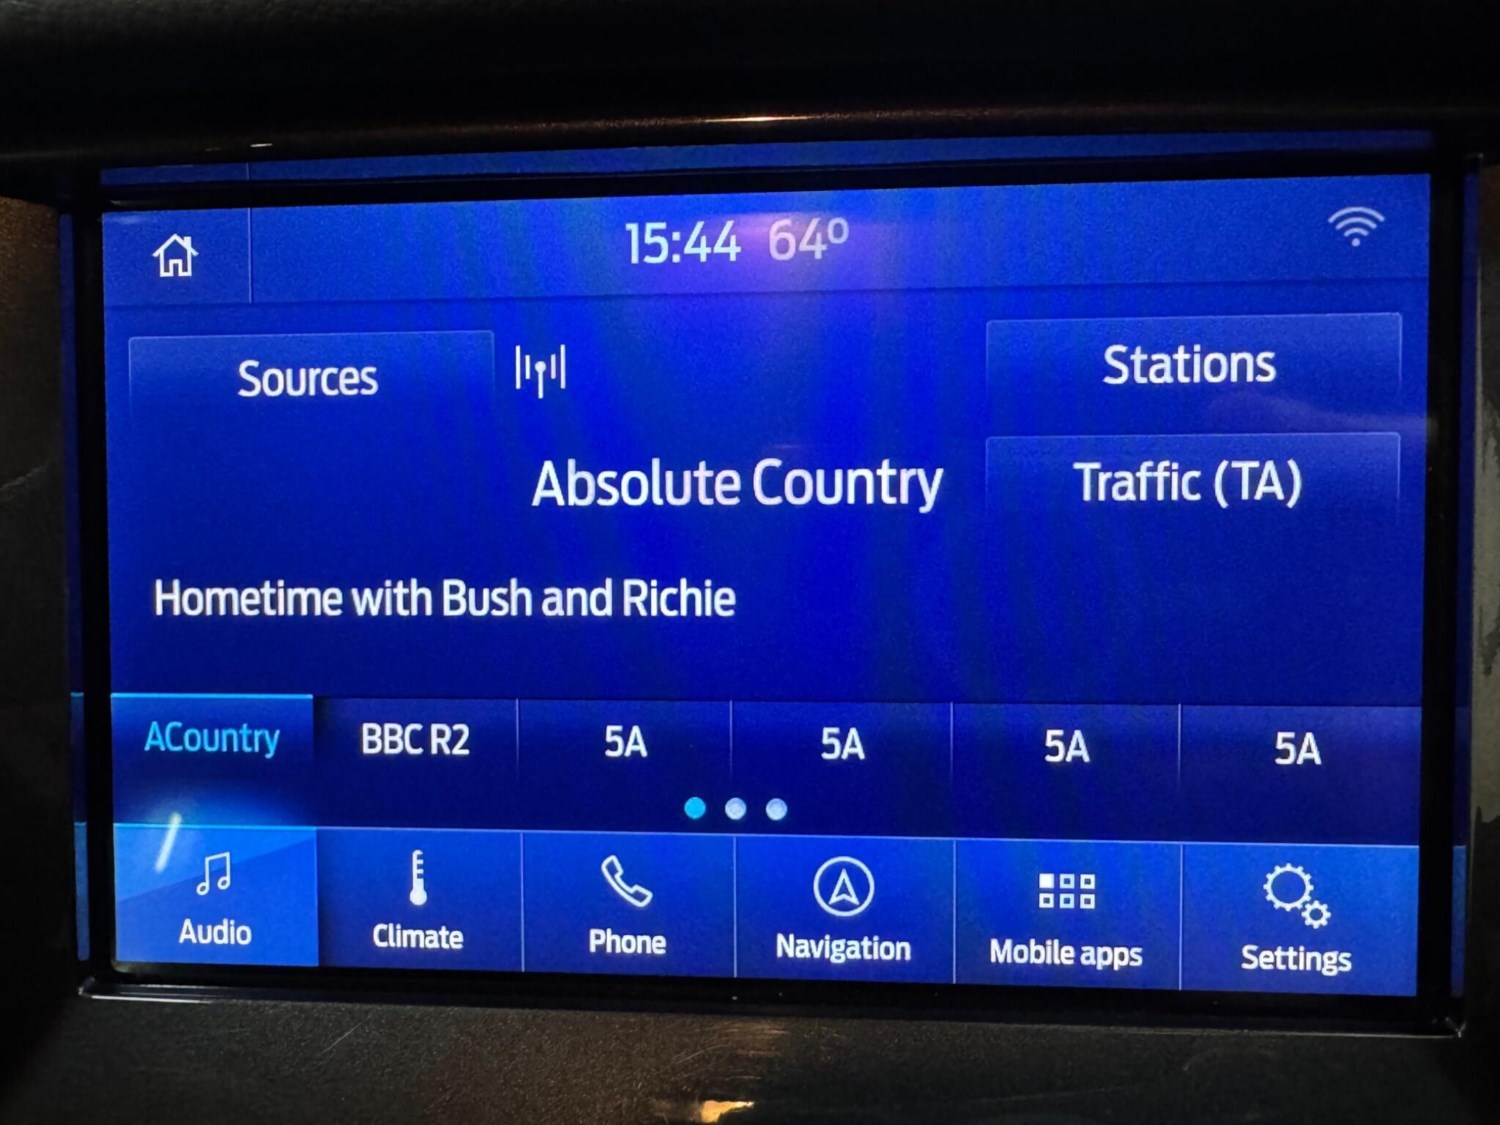 15:44 64º
Sources
Stations
Absolute Country
Traffic (TA)
Hometime with Bush and Richie
ACountry
BBC R2
5A
5A
5A
5A
Audio
Climate
Phone
Navigation
Mobile apps
Settings